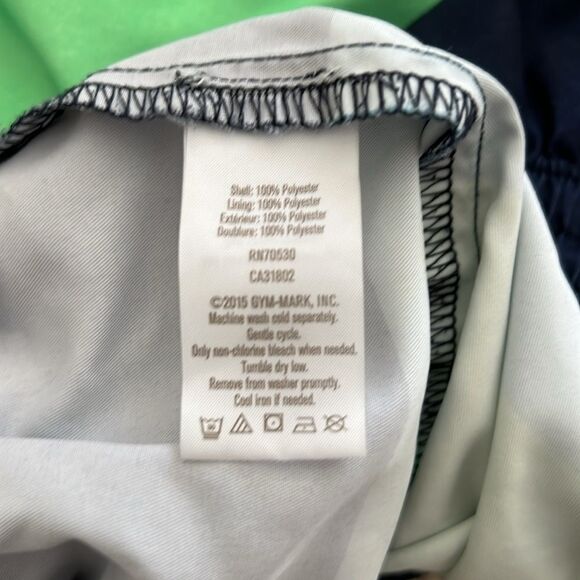 Shell: 100% Polyester
Lining: 100% Polyester
Extérieur: 100% Polyester
Doublure: 100% Polyester
RN70530
CA31802
©2015 GYM-MARK, INC.
Machine wash cold separately.
Gentle cycle.
Only non-chlorine bleach when needed.
Tumble dry low.
Remove from washer promptly.
Cool iron if needed.